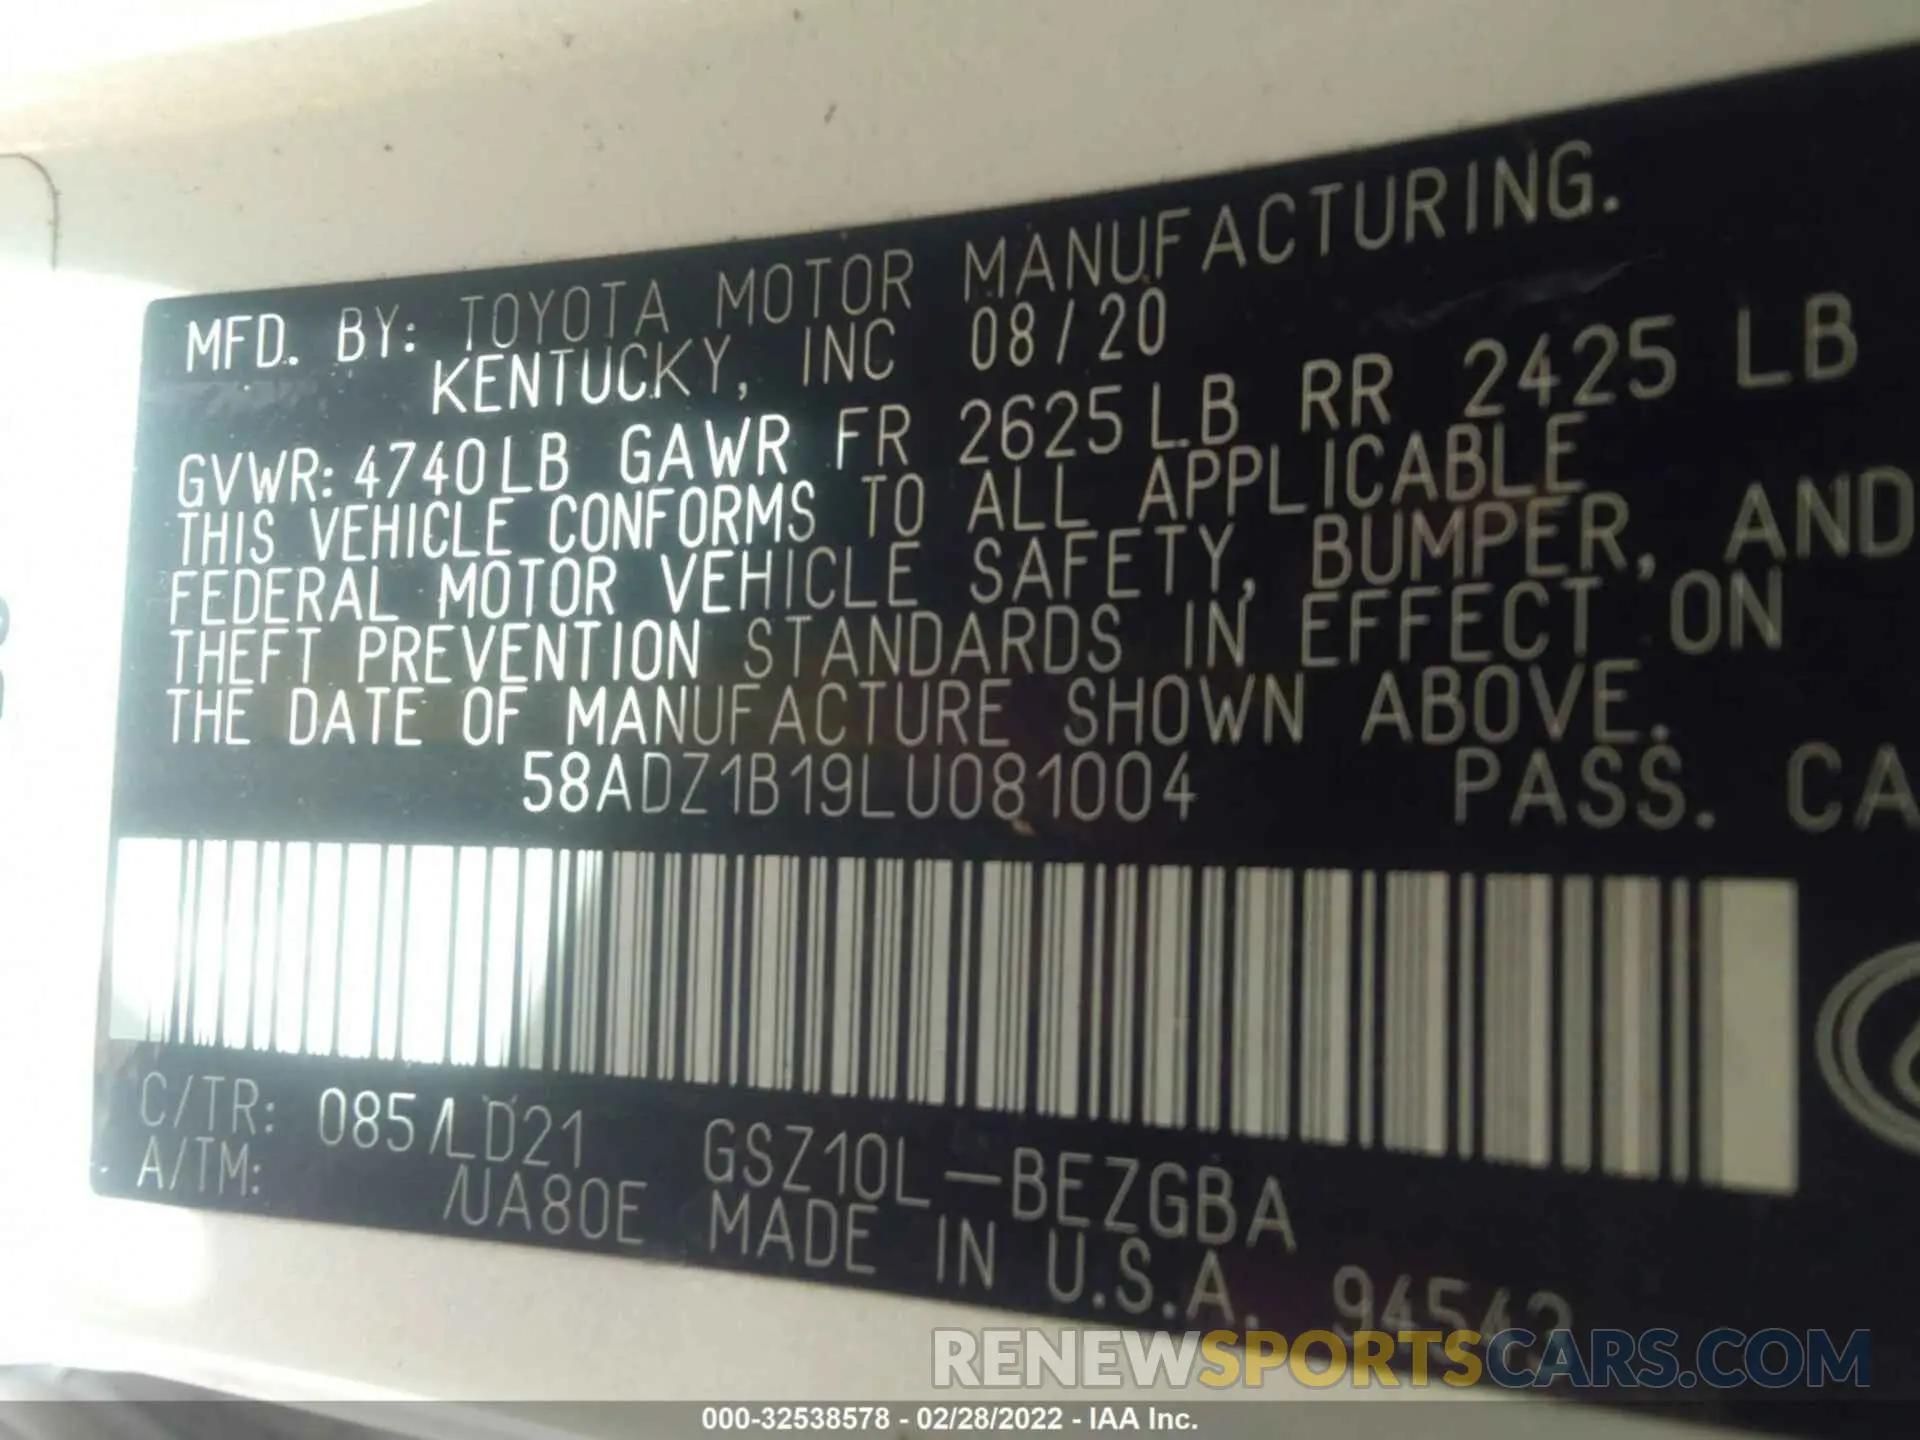 MFD. BY: TOYOTA MOTOR MANUFACTURING.
KENTUCKY, INC 08/20
GVWR: 4740LB GAWR FR 2625LB RR 2425 LB
THIS VEHICLE CONFORMS TO ALL APPLICABLE
FEDERAL MOTOR VEHICLE SAFETY, BUMPER, AND
THEFT PREVENTION STANDARDS IN EFFECT ON
THE DATE OF MANUFACTURE SHOWN ABOVE.
58ADZ1B19LU081004 PASS. CA
C/TR: 085/LD21 GSZ10L-BEZGBA
A/TM: /UA80E MADE IN U.S.A. 94542
RENEWSPORTSCARS.COM
000-32538578 - 02/28/2022 - IAA Inc.